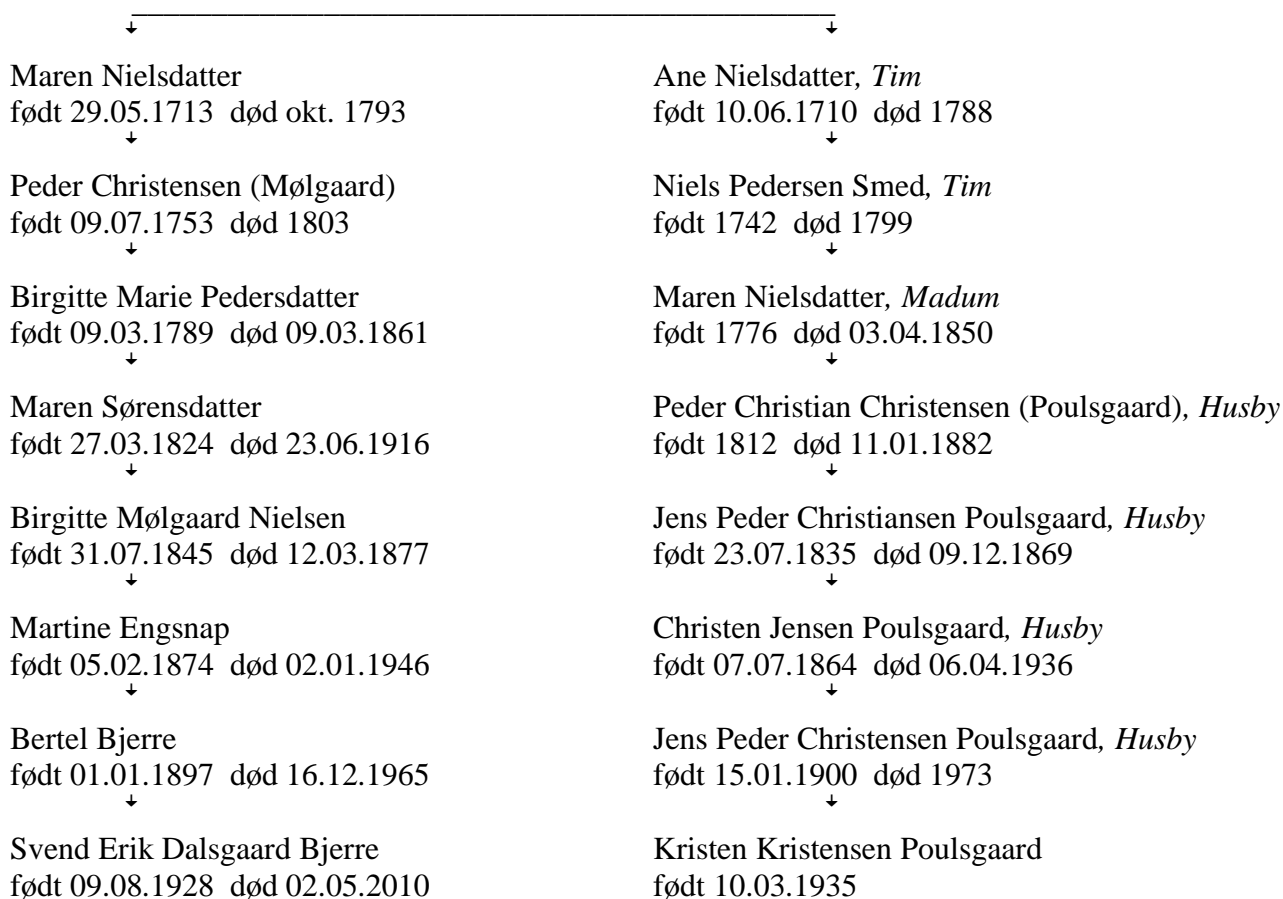 Maren Nielsdatter
født 29.05.1713 død okt. 1793
Peder Christensen (Mølgaard)
født 09.07.1753 død 1803
Birgitte Marie Pedersdatter
født 09.03.1789 død 09.03.1861
Maren Sørensdatter
født 27.03.1824 død 23.06.1916
Birgitte Mølgaard Nielsen
født 31.07.1845 død 12.03.1877
Martine Engsnap
født 05.02.1874 død 02.01.1946
Bertel Bjerre
født 01.01.1897 død 16.12.1965
Svend Erik Dalsgaard Bjerre
født 09.08.1928 død 02.05.2010
Ane Nielsdatter, Tim
født 10.06.1710 død 1788
Niels Pedersen Smed, Tim
født 1742 død 1799
Maren Nielsdatter, Madum
født 1776 død 03.04.1850
Peder Christian Christensen (Poulsgaard), Husby
født 1812 død 11.01.1882
Jens Peder Christiansen Poulsgaard, Husby
født 23.07.1835 død 09.12.1869
Christen Jensen Poulsgaard, Husby
født 07.07.1864 død 06.04.1936
Jens Peder Christensen Poulsgaard, Husby
født 15.01.1900 død 1973
Kristen Kristensen Poulsgaard
født 10.03.1935